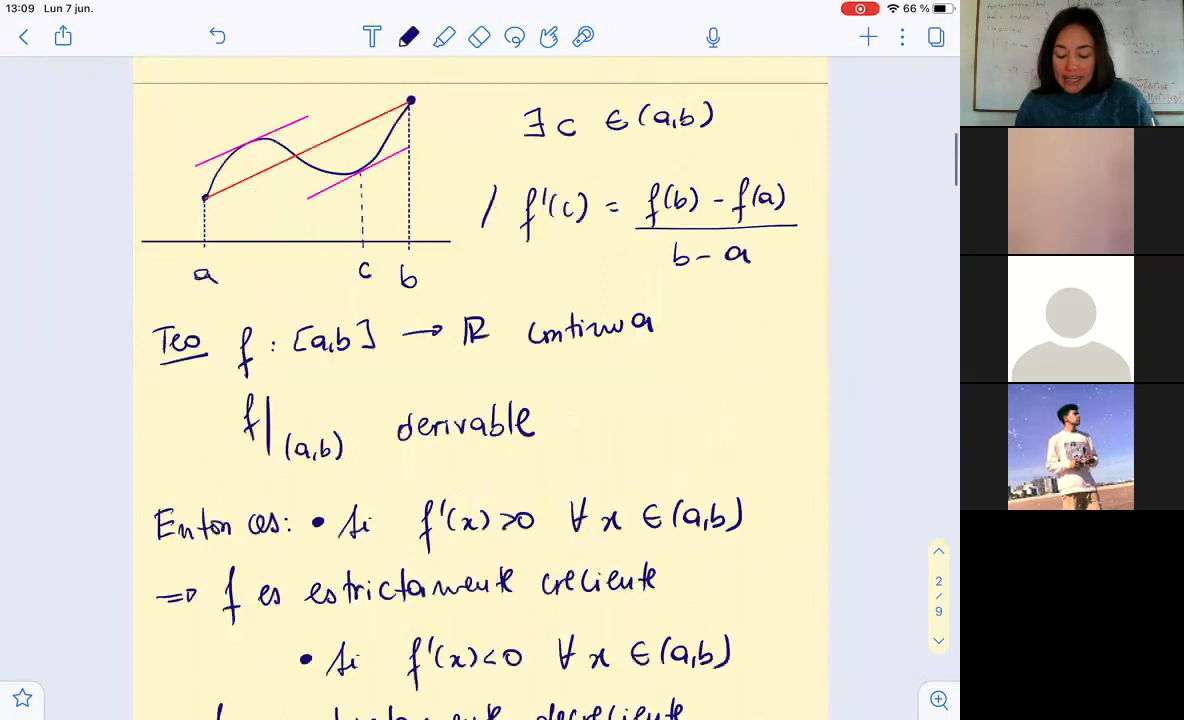 13:09 Lun 7 jun.
66 %
∃ c ∈ (a,b)
/ f'(c) = f(b) - f(a)
b - a
a c b
Teo f : [a,b] → ℝ continua
f|(a,b) derivable
Entonces: • Si f'(x)>0 ∀ x ∈ (a,b)
⇒ f es estrictamente creciente
• Si f'(x)<0 ∀ x ∈ (a,b)
decreciente
2
/
9